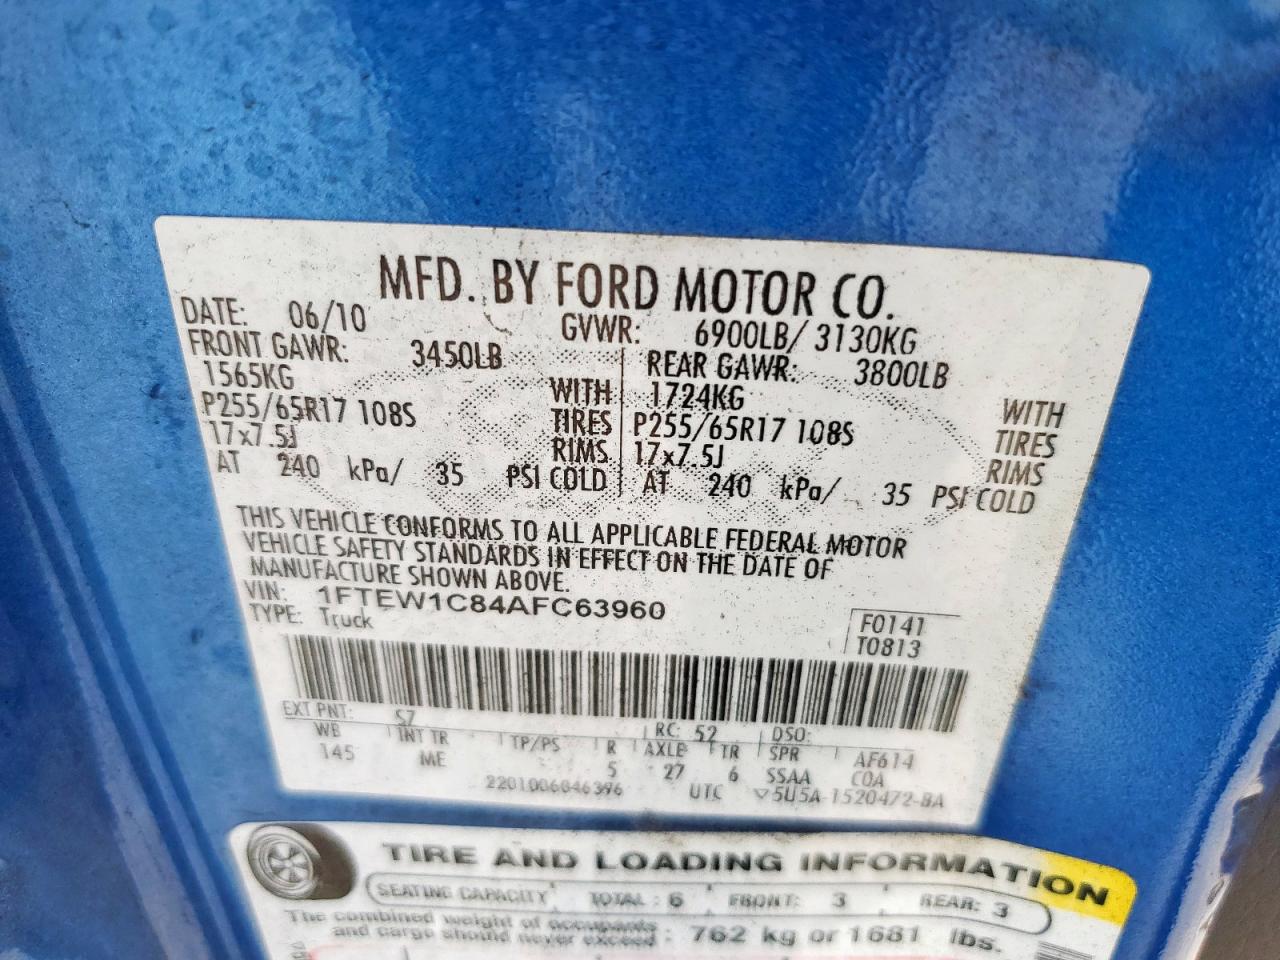 MFD. BY FORD MOTOR CO.
DATE: 06/10 GVWR: 6900LB/ 3130KG
FRONT GAWR: 3450LB REAR GAWR: 3800LB
1565KG WITH 1724KG WITH
P255/65R17 108S TIRES P255/65R17 108S TIRES
17x7.5J RIMS 17x7.5J RIMS
AT 240 kPa/ 35 PSI COLD AT 240 kPa/ 35 PSI COLD
THIS VEHICLE CONFORMS TO ALL APPLICABLE FEDERAL MOTOR
VEHICLE SAFETY STANDARDS IN EFFECT ON THE DATE OF
MANUFACTURE SHOWN ABOVE.
VIN: 1FTEW1C84AFC63960
TYPE: Truck
F0141
T0813
EXT PNT: S7 RC: 52 DSO:
WB INT TR TP/PS R AXLE TR SPR AF614
145 ME 5 27 6 SSAA COA
2201006046396 UTC ▽5U5A-1520472-BA
TIRE AND LOADING INFORMATION
SEATING CAPACITY TOTAL : 6 FRONT: 3 REAR: 3
The combined weight of occupants
and cargo should never exceed : 762 kg or 1681 lbs.